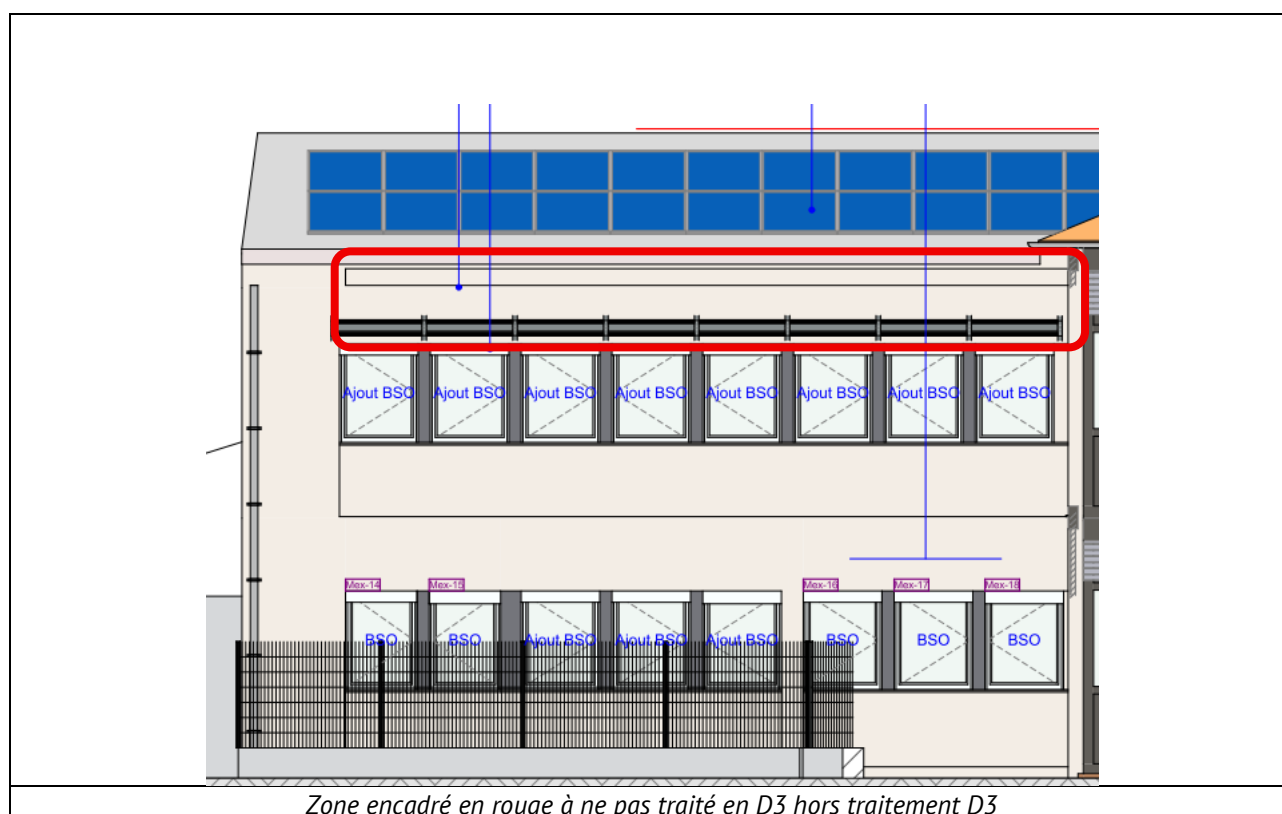 Ajout BSO Ajout BSO Ajout BSO Ajout BSO Ajout BSO Ajout BSO Ajout BSO Ajout BSO
Mex-14 Mex-15 Mex-16 Mex-17 Mex-18
BSO BSO Ajout BSO Ajout BSO Ajout BSO BSO BSO BSO
Zone encadré en rouge à ne pas traité en D3 hors traitement D3